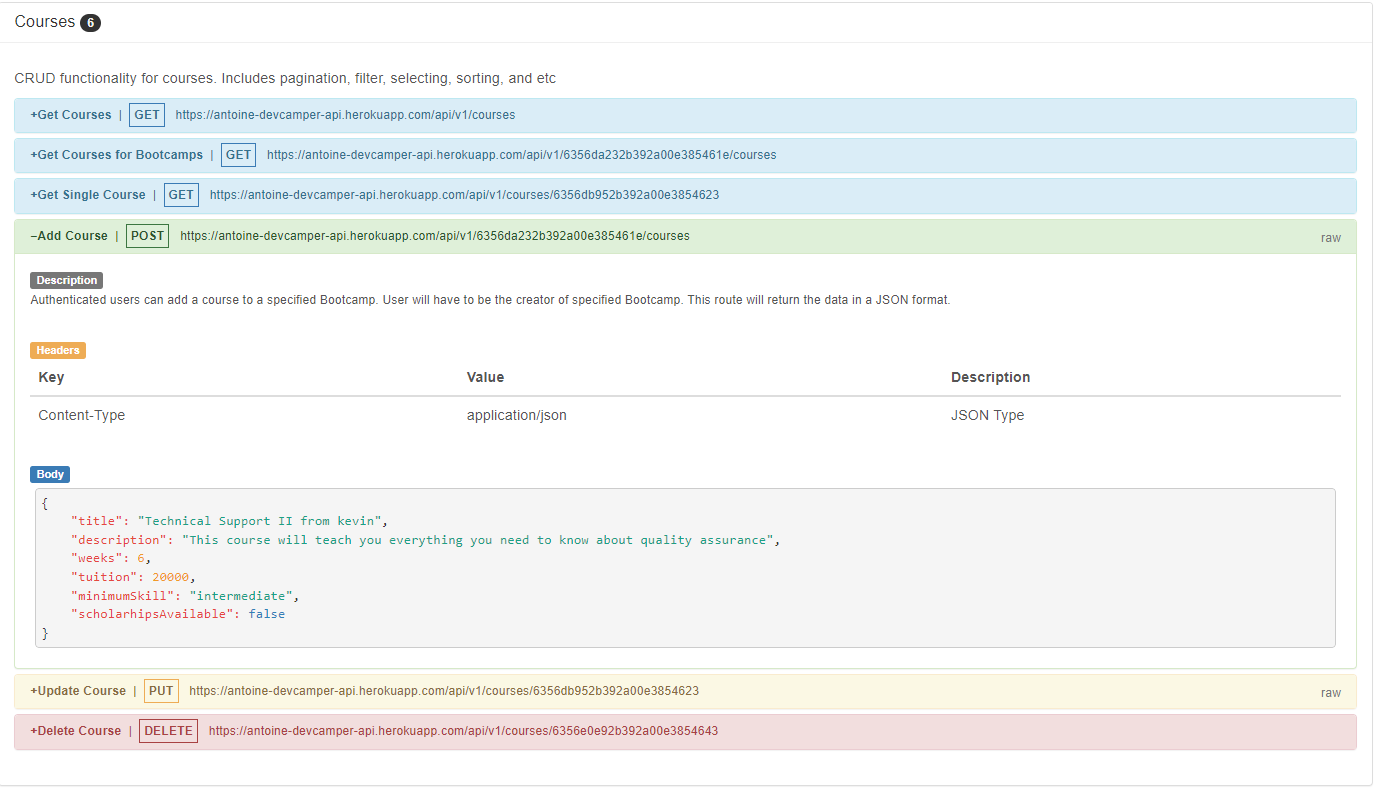 Courses 6
CRUD functionality for courses. Includes pagination, filter, selecting, sorting, and etc
+Get Courses | GET https://antoine-devcamper-api.herokuapp.com/api/v1/courses
+Get Courses for Bootcamps | GET https://antoine-devcamper-api.herokuapp.com/api/v1/6356da232b392a00e385461e/courses
+Get Single Course | GET https://antoine-devcamper-api.herokuapp.com/api/v1/courses/6356db952b392a00e3854623
–Add Course | POST https://antoine-devcamper-api.herokuapp.com/api/v1/6356da232b392a00e385461e/courses raw
Description
Authenticated users can add a course to a specified Bootcamp. User will have to be the creator of specified Bootcamp. This route will return the data in a JSON format.
Headers
Key Value Description
Content-Type application/json JSON Type
Body
{
"title": "Technical Support II from kevin",
"description": "This course will teach you everything you need to know about quality assurance",
"weeks": 6,
"tuition": 20000,
"minimumSkill": "intermediate",
"scholarhipsAvailable": false
}
+Update Course | PUT https://antoine-devcamper-api.herokuapp.com/api/v1/courses/6356db952b392a00e3854623 raw
+Delete Course | DELETE https://antoine-devcamper-api.herokuapp.com/api/v1/courses/6356e0e92b392a00e3854643